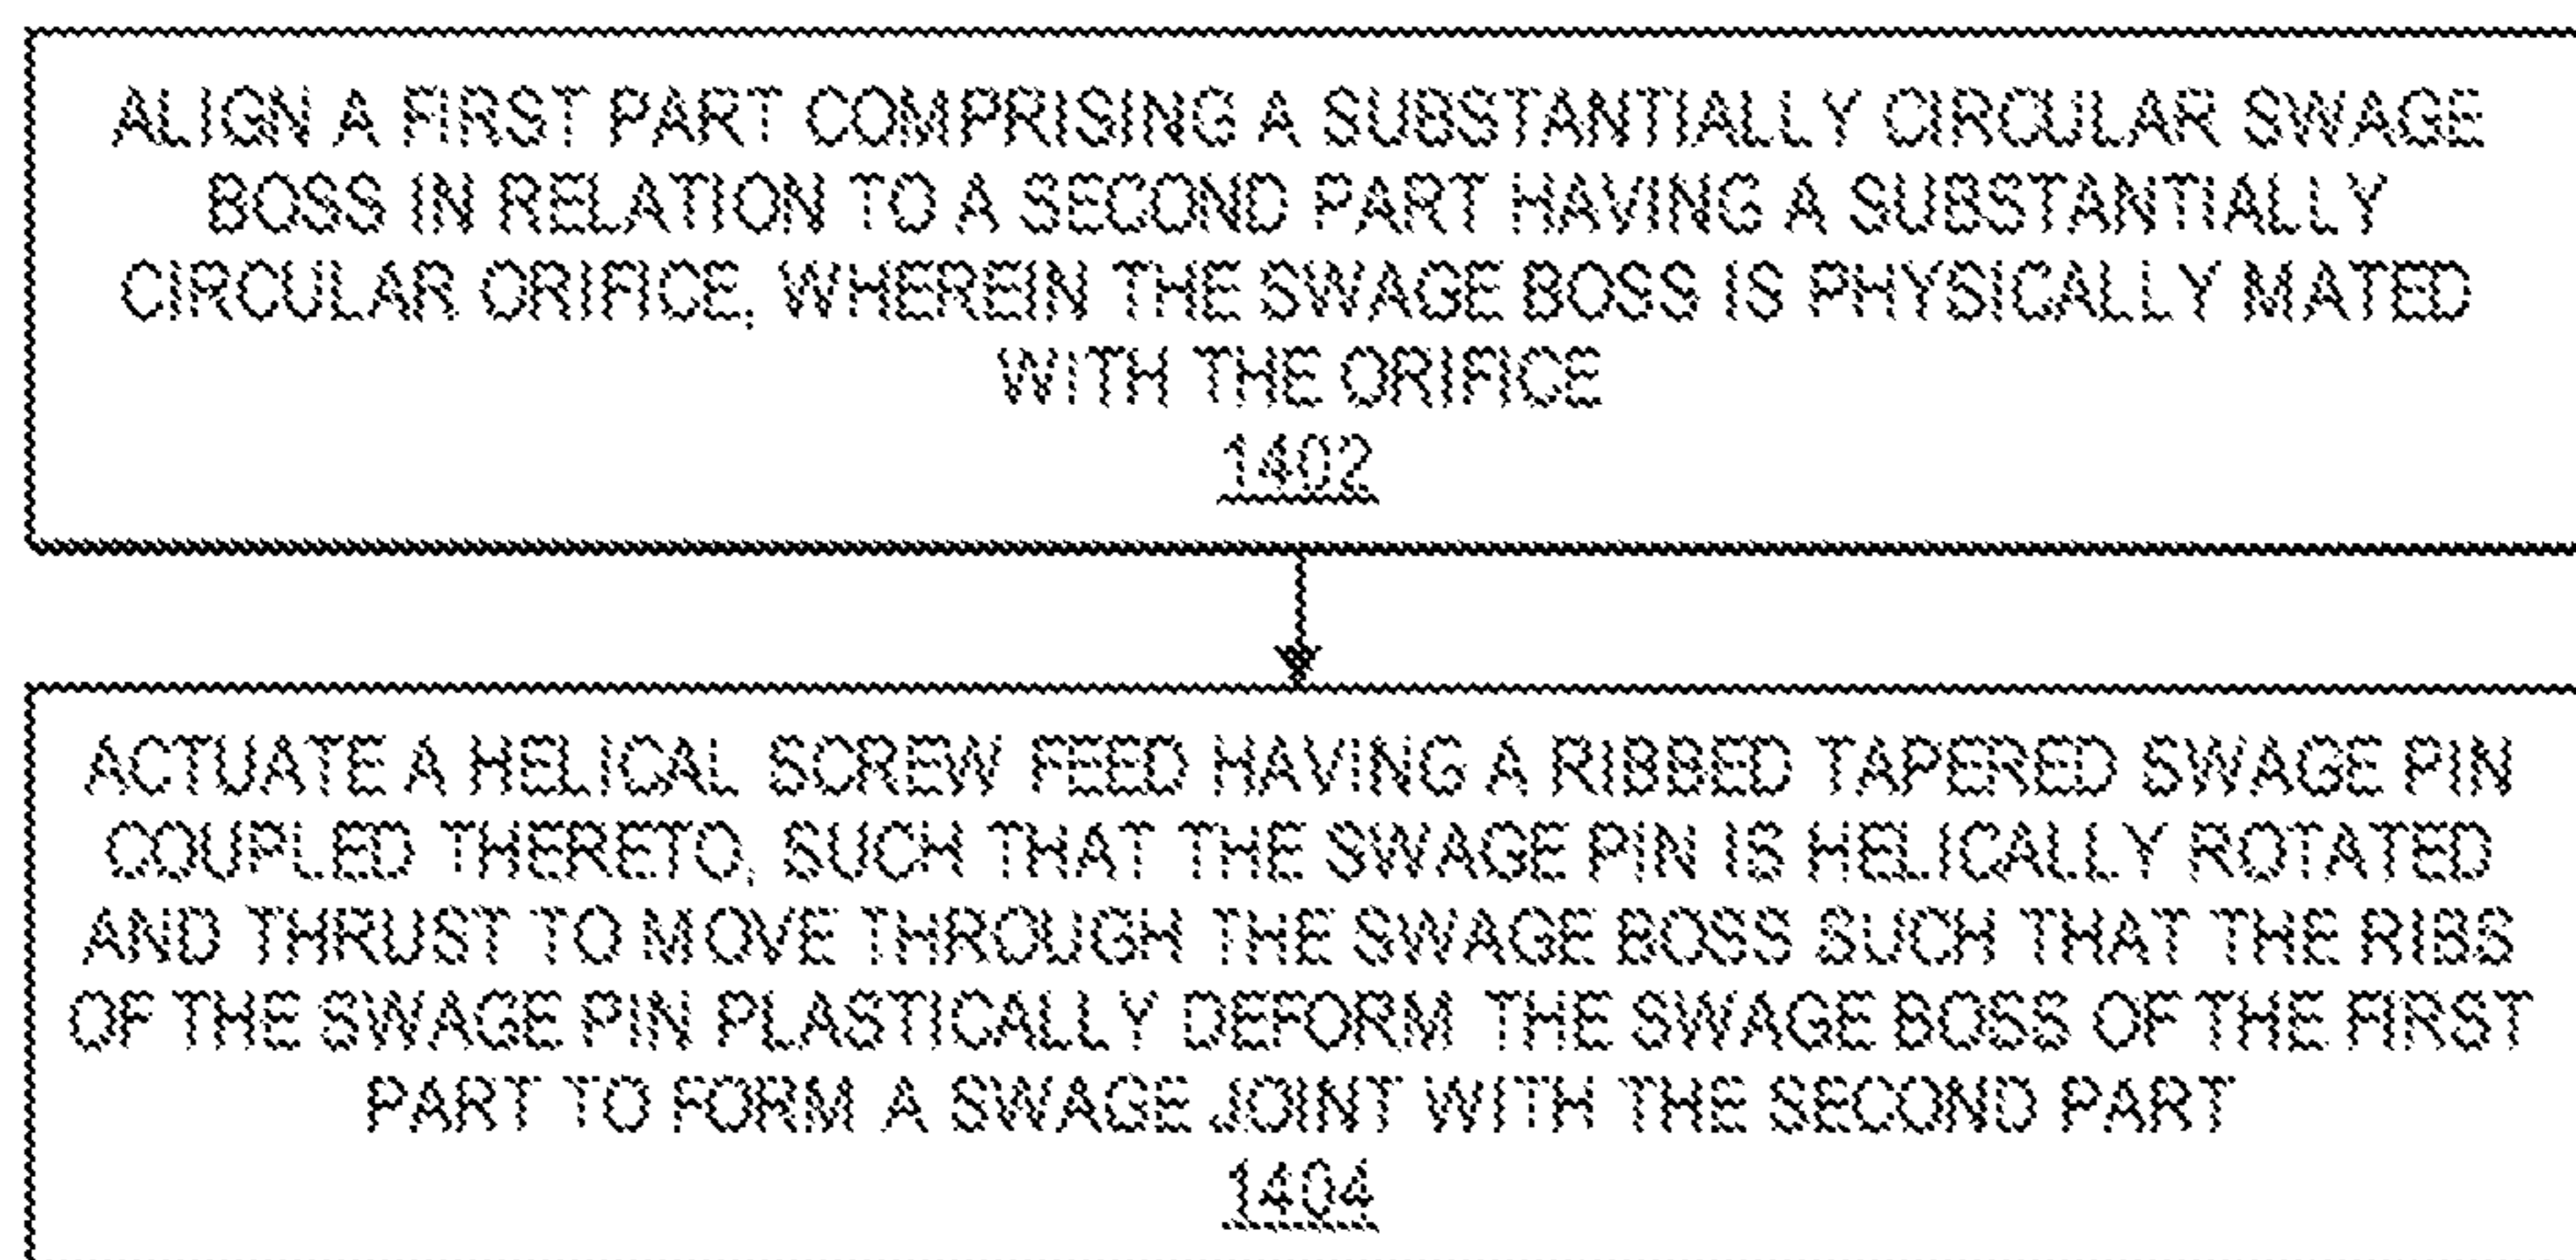 ALIGN A FIRST PART COMPRISING A SUBSTANTIALLY CIRCULAR SWAGE
BOSS IN RELATION TO A SECOND PART HAVING A SUBSTANTIALLY
CIRCULAR ORIFICE, WHEREIN THE SWAGE BOSS IS PHYSICALLY MATED
WITH THE ORIFICE
1402
ACTUATE A HELICAL SCREW FEED HAVING A RIBBED TAPERED SWAGE PIN
COUPLED THERETO, SUCH THAT THE SWAGE PIN IS HELICALLY ROTATED
AND THRUST TO MOVE THROUGH THE SWAGE BOSS SUCH THAT THE RIBS
OF THE SWAGE PIN PLASTICALLY DEFORM THE SWAGE BOSS OF THE FIRST
PART TO FORM A SWAGE JOINT WITH THE SECOND PART
1404